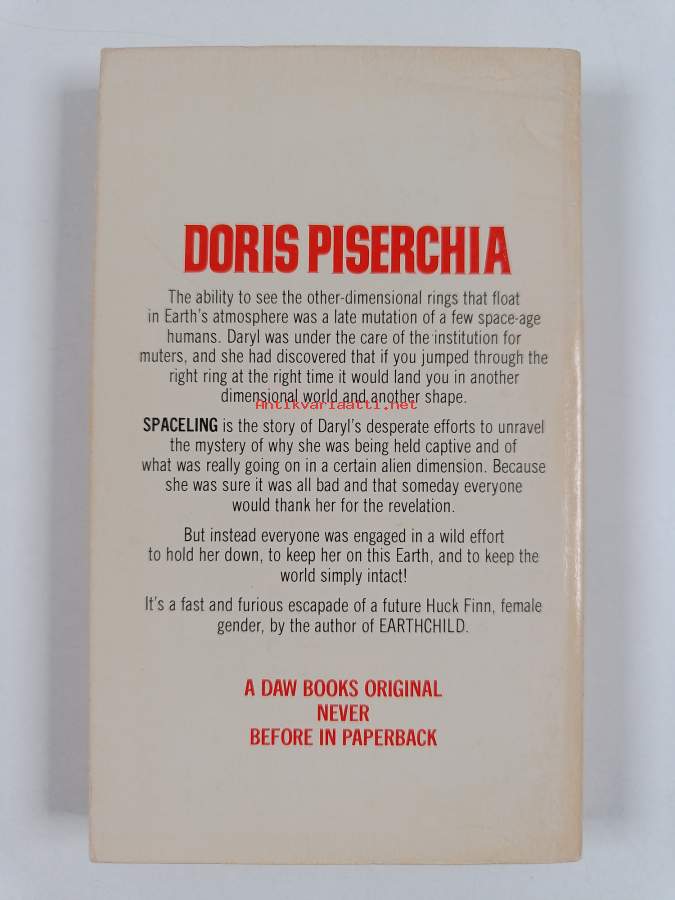 DORIS PISERCHIA
The ability to see the other-dimensional rings that float
in Earth's atmosphere was a late mutation of a few space-age
humans. Daryl was under the care of the institution for
muters, and she had discovered that if you jumped through the
right ring at the right time it would land you in another
dimensional world and another shape.
Antikvariaatti.net
SPACELING is the story of Daryl's desperate efforts to unravel
the mystery of why she was being held captive and of
what was really going on in a certain alien dimension. Because
she was sure it was all bad and that someday everyone
would thank her for the revelation.
But instead everyone was engaged in a wild effort
to hold her down, to keep her on this Earth, and to keep the
world simply intact!
It's a fast and furious escapade of a future Huck Finn, female
gender, by the author of EARTHCHILD.
A DAW BOOKS ORIGINAL
NEVER
BEFORE IN PAPERBACK